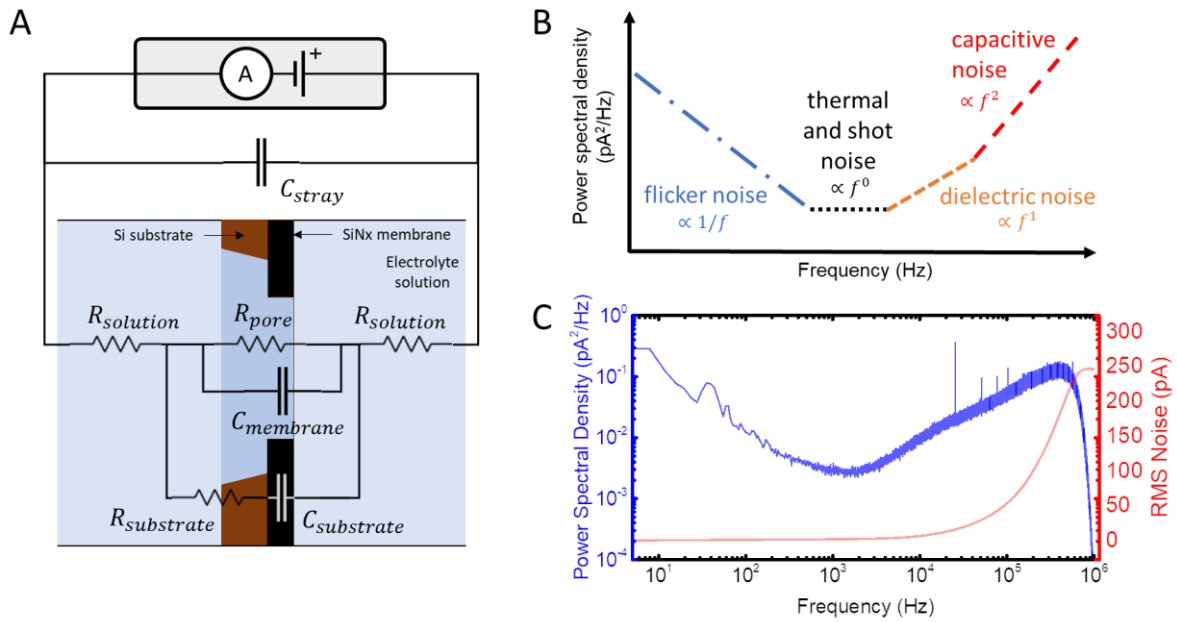 A
A
+
C_stray
Si substrate
SiNx membrane
Electrolyte
solution
R_solution
R_pore
R_solution
C_membrane
R_substrate
C_substrate
B
Power spectral density
(pA²/Hz)
flicker noise
∝ 1/f
thermal
and shot
noise
∝ f⁰
capacitive
noise
∝ f²
dielectric noise
∝ f¹
Frequency (Hz)
C
Power Spectral Density (pA²/Hz)
10⁰
10⁻¹
10⁻²
10⁻³
10⁻⁴
10¹
10²
10³
10⁴
10⁵
10⁶
Frequency (Hz)
300
250
200
150
100
50
0
RMS Noise (pA)